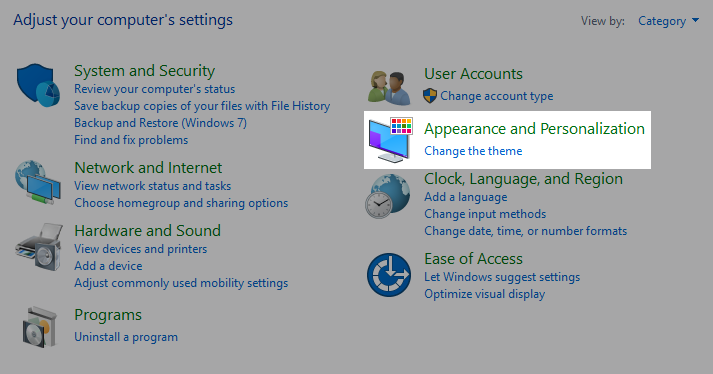 Adjust your computer's settings
View by: Category
System and Security
Review your computer's status
Save backup copies of your files with File History
Backup and Restore (Windows 7)
Find and fix problems
Network and Internet
View network status and tasks
Choose homegroup and sharing options
Hardware and Sound
View devices and printers
Add a device
Adjust commonly used mobility settings
Programs
Uninstall a program
User Accounts
Change account type
Appearance and Personalization
Change the theme
Clock, Language, and Region
Add a language
Change input methods
Change date, time, or number formats
Ease of Access
Let Windows suggest settings
Optimize visual display